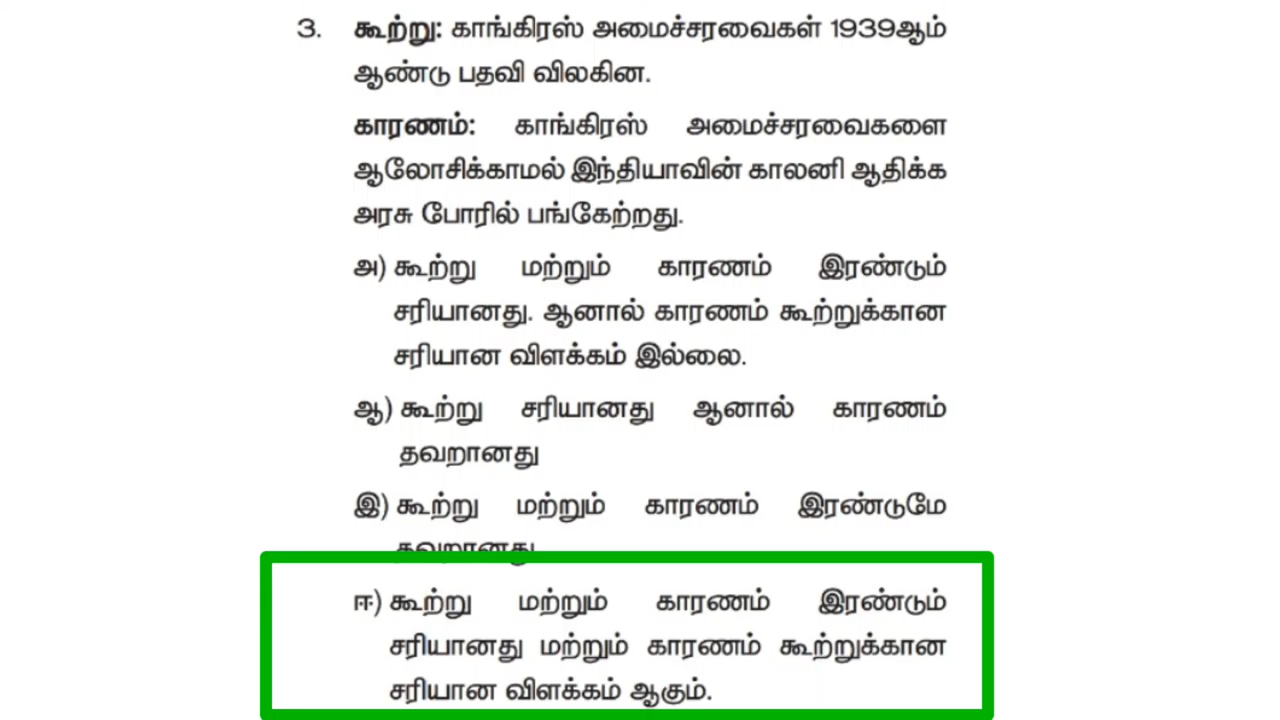 3. கூற்று: காங்கிரஸ் அமைச்சரவைகள் 1939ஆம்
ஆண்டு பதவி விலகின.
காரணம்: காங்கிரஸ் அமைச்சரவைகளை
ஆலோசிக்காமல் இந்தியாவின் காலனி ஆதிக்க
அரசு போரில் பங்கேற்றது.
அ) கூற்று மற்றும் காரணம் இரண்டும்
சரியானது. ஆனால் காரணம் கூற்றுக்கான
சரியான விளக்கம் இல்லை.
ஆ) கூற்று சரியானது ஆனால் காரணம்
தவறானது
இ) கூற்று மற்றும் காரணம் இரண்டுமே
தவறானது
ஈ) கூற்று மற்றும் காரணம் இரண்டும்
சரியானது மற்றும் காரணம் கூற்றுக்கான
சரியான விளக்கம் ஆகும்.